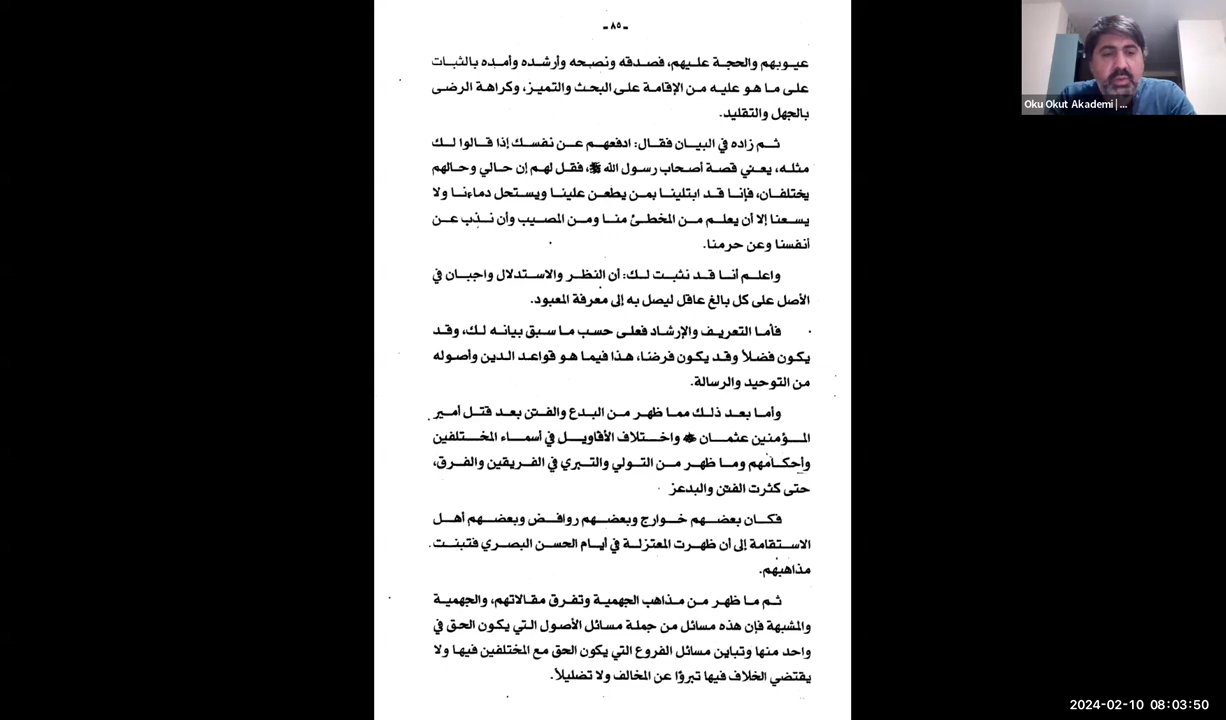 ـ ٨٥ ـ
عيوبهم والحجة عليهم، فصدقه ونصحه وأرشده وأمده بالثبات
على ما هو عليه من الإقامة على البحث والتميز، وكراهة الرضى
بالجهل والتقليد.
ثم زاده في البيان فقال: ادفعهم عن نفسك إذا قالوا لك
مثله، يعني قصة أصحاب رسول الله ﷺ، فقل لهم إن حالي وحالهم
يختلفان، فإنا قد ابتلينا بمن يطعن علينا ويستحل دماءنا ولا
يسعنا إلا أن يعلم من المخطئ منا ومن المصيب وأن نذب عن
أنفسنا وعن حرمنا.
واعلم أنا قد نثبت لك: أن النظر والاستدلال واجبان في
الأصل على كل بالغ عاقل ليصل به إلى معرفة المعبود.
فأما التعريف والإرشاد فعلى حسب ما سبق بيانه لك، وقد
يكون فضلاً وقد يكون فرضا، هذا فيما هو قواعد الدين وأصوله
من التوحيد والرسالة.
وأما بعد ذلك مما ظهر من البدع والفتن بعد قتل أمير
المؤمنين عثمان واختلاف الأقاويل في أسماء المختلفين
وأحكامهم وما ظهر من التولي والتبري في الفريقين والفرق،
حتى كثرت الفتن والبدعز
فكان بعضهم خوارج وبعضهم روافض وبعضهم أهل
الاستقامة إلى أن ظهرت المعتزلة في أيام الحسن البصري فتبنت
مذاهبهم.
ثم ما ظهر من مذاهب الجهمية وتفرق مقالاتهم، والجهمية
والمشبهة فإن هذه مسائل من جملة مسائل الأصول التي يكون الحق في
واحد منها وتباين مسائل الفروع التي يكون الحق مع المختلفين فيها ولا
يقتضي الخلاف فيها تبرؤا عن المخالف ولا تضليلاً.
Oku Okut Akademi|...
2024-02-10 08:03:50